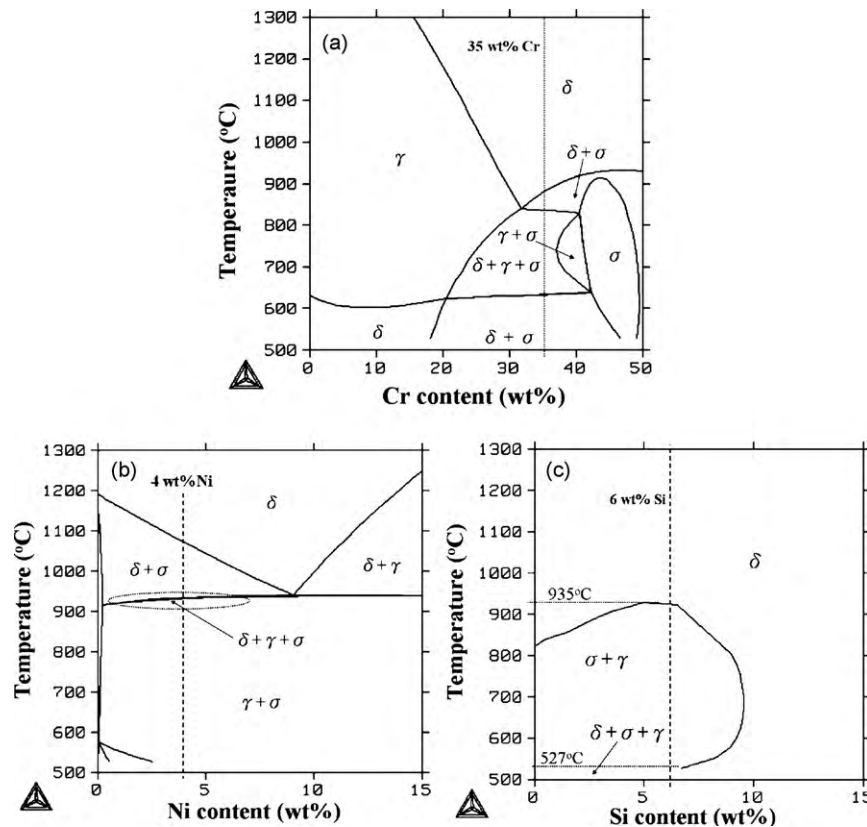 (a)
35 wt% Cr
δ
γ
δ + σ
γ + σ
δ + γ + σ
σ
δ
δ + σ
1300
1200
1100
1000
900
800
700
600
500
0
10
20
30
40
50
Temperaure (°C)
Cr content (wt%)
(b)
4 wt%Ni
δ
δ + σ
δ + γ
δ + γ + σ
γ + σ
1300
1200
1100
1000
900
800
700
600
500
0
5
10
15
Temperature (°C)
Ni content (wt%)
(c)
6 wt% Si
δ
935°C
σ + γ
δ + σ + γ
527°C
1300
1200
1100
1000
900
800
700
600
500
0
5
10
15
Temperature (°C)
Si content (wt%)